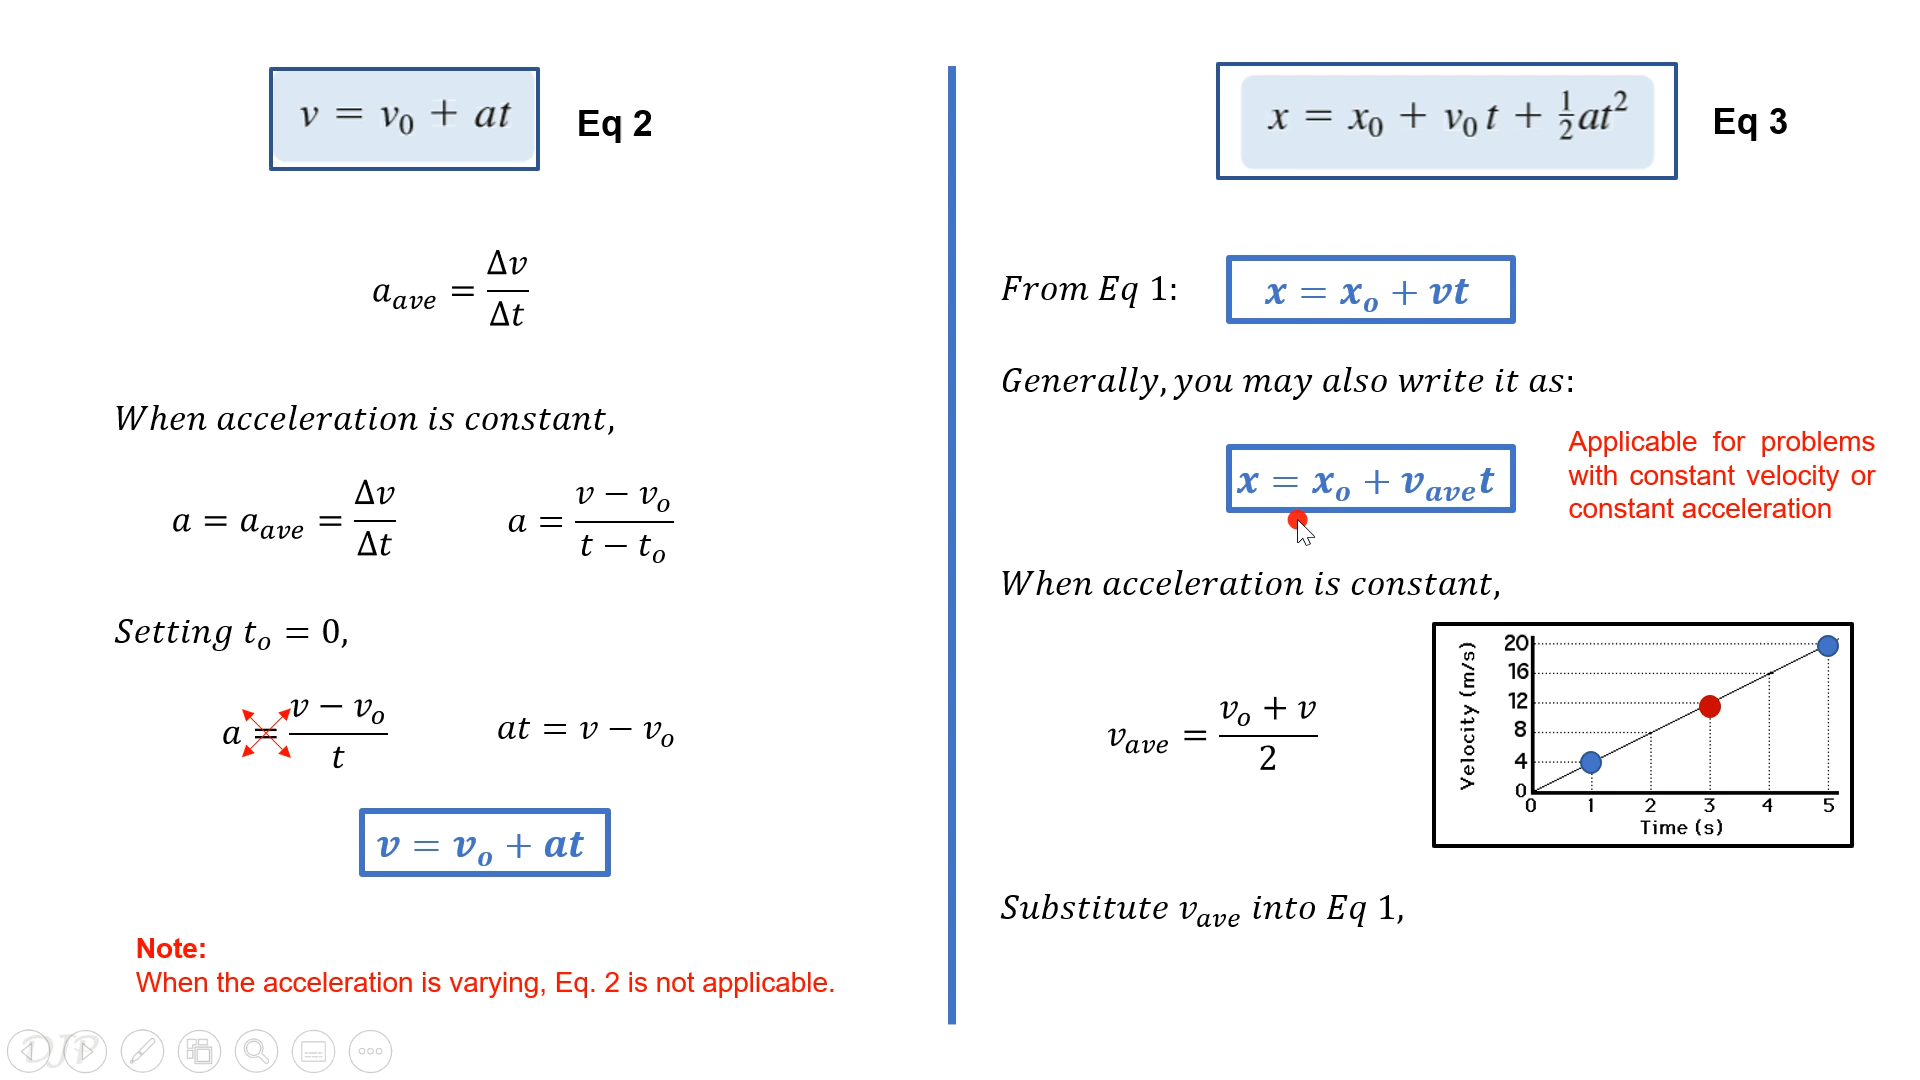 v = v₀ + at
Eq 2
a_ave = Δv/Δt
When acceleration is constant,
a = a_ave = Δv/Δt
a = (v − v_o)/(t − t_o)
Setting t_o = 0,
a = (v − v_o)/t
at = v − v_o
v = v_o + at
Note:
When the acceleration is varying, Eq. 2 is not applicable.
DJP
x = x₀ + v₀t + ½at²
Eq 3
From Eq 1:
x = x_o + vt
Generally, you may also write it as:
x = x_o + v_ave t
Applicable for problems
with constant velocity or
constant acceleration
When acceleration is constant,
v_ave = (v_o + v)/2
Velocity (m/s)
20
16
12
8
4
0
0 1 2 3 4 5
Time (s)
Substitute v_ave into Eq 1,